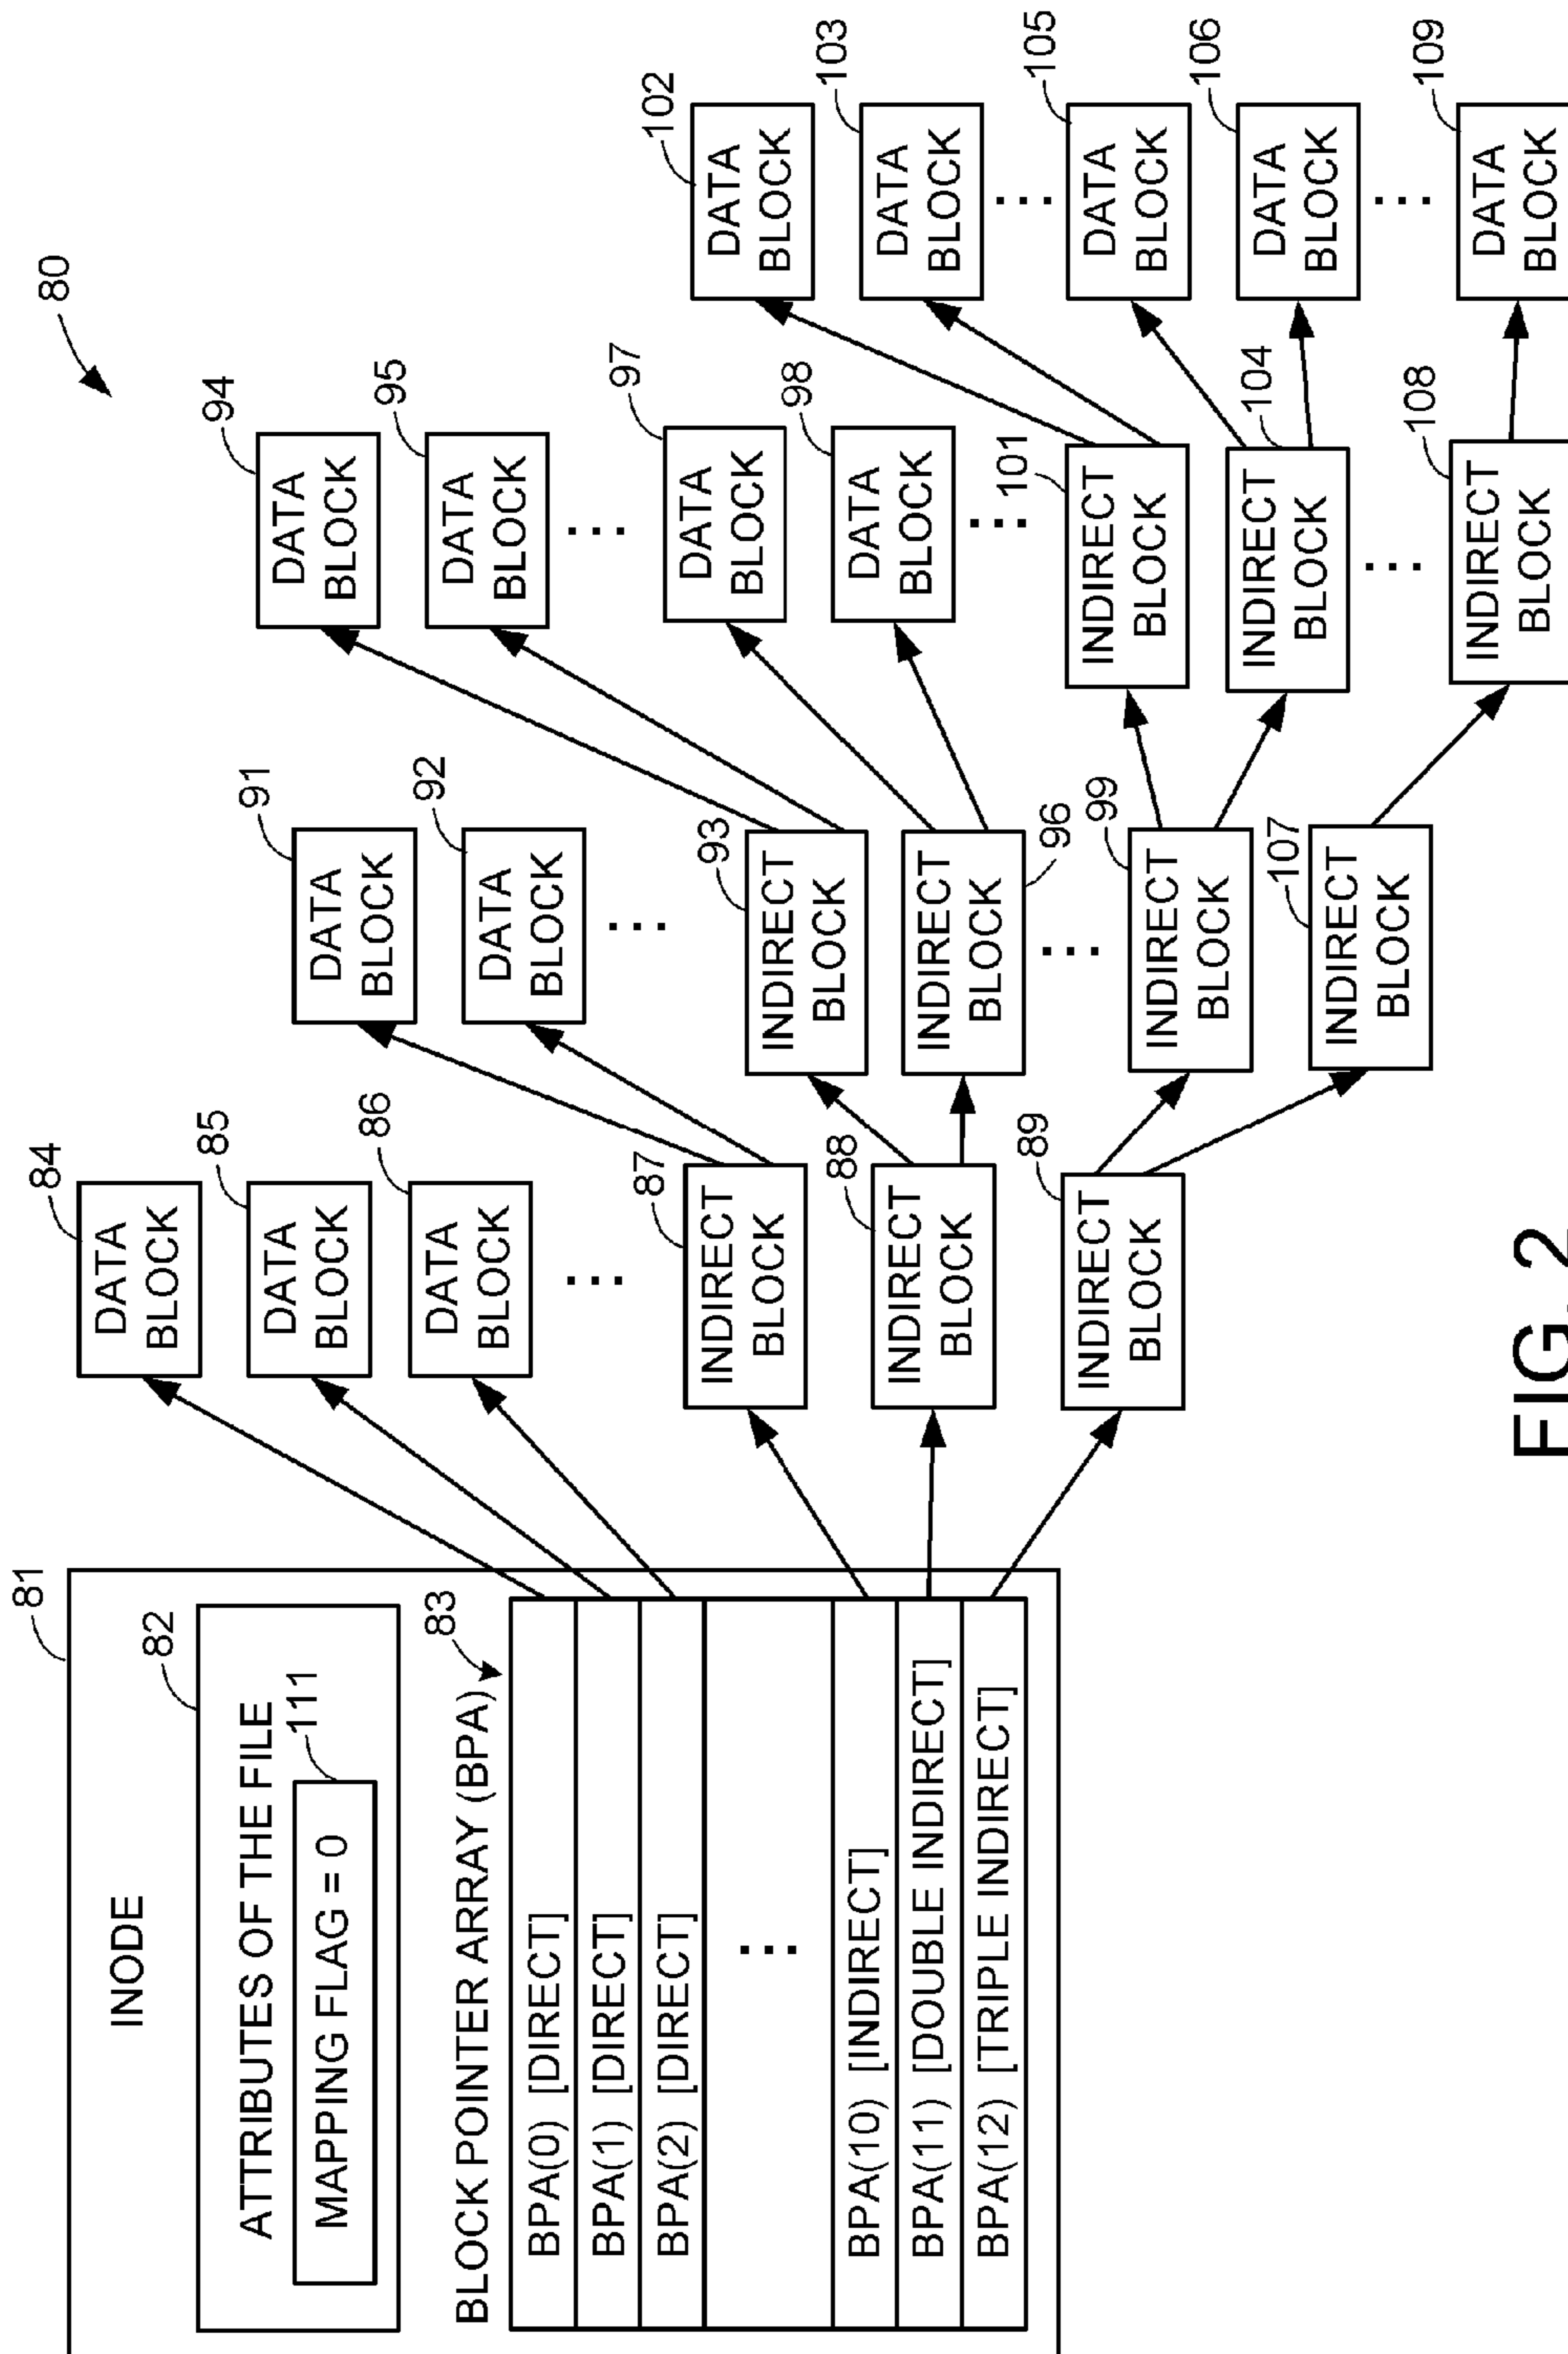 80
81
INODE
82
ATTRIBUTES OF THE FILE
111
MAPPING FLAG = 0
BLOCK POINTER ARRAY (BPA)
83
BPA(0) [DIRECT]
BPA(1) [DIRECT]
BPA(2) [DIRECT]
...
BPA(10) [INDIRECT]
BPA(11) [DOUBLE INDIRECT]
BPA(12) [TRIPLE INDIRECT]
84
DATA
BLOCK
85
DATA
BLOCK
86
DATA
BLOCK
...
87
INDIRECT
BLOCK
88
INDIRECT
BLOCK
89
INDIRECT
BLOCK
91
DATA
BLOCK
92
DATA
BLOCK
...
93
INDIRECT
BLOCK
96
INDIRECT
BLOCK
...
99
INDIRECT
BLOCK
107
INDIRECT
BLOCK
94
DATA
BLOCK
95
DATA
BLOCK
...
97
DATA
BLOCK
98
DATA
BLOCK
...
101
INDIRECT
BLOCK
104
INDIRECT
BLOCK
...
108
INDIRECT
BLOCK
102
DATA
BLOCK
103
DATA
BLOCK
...
105
DATA
BLOCK
106
DATA
BLOCK
...
109
DATA
BLOCK
FIG. 2